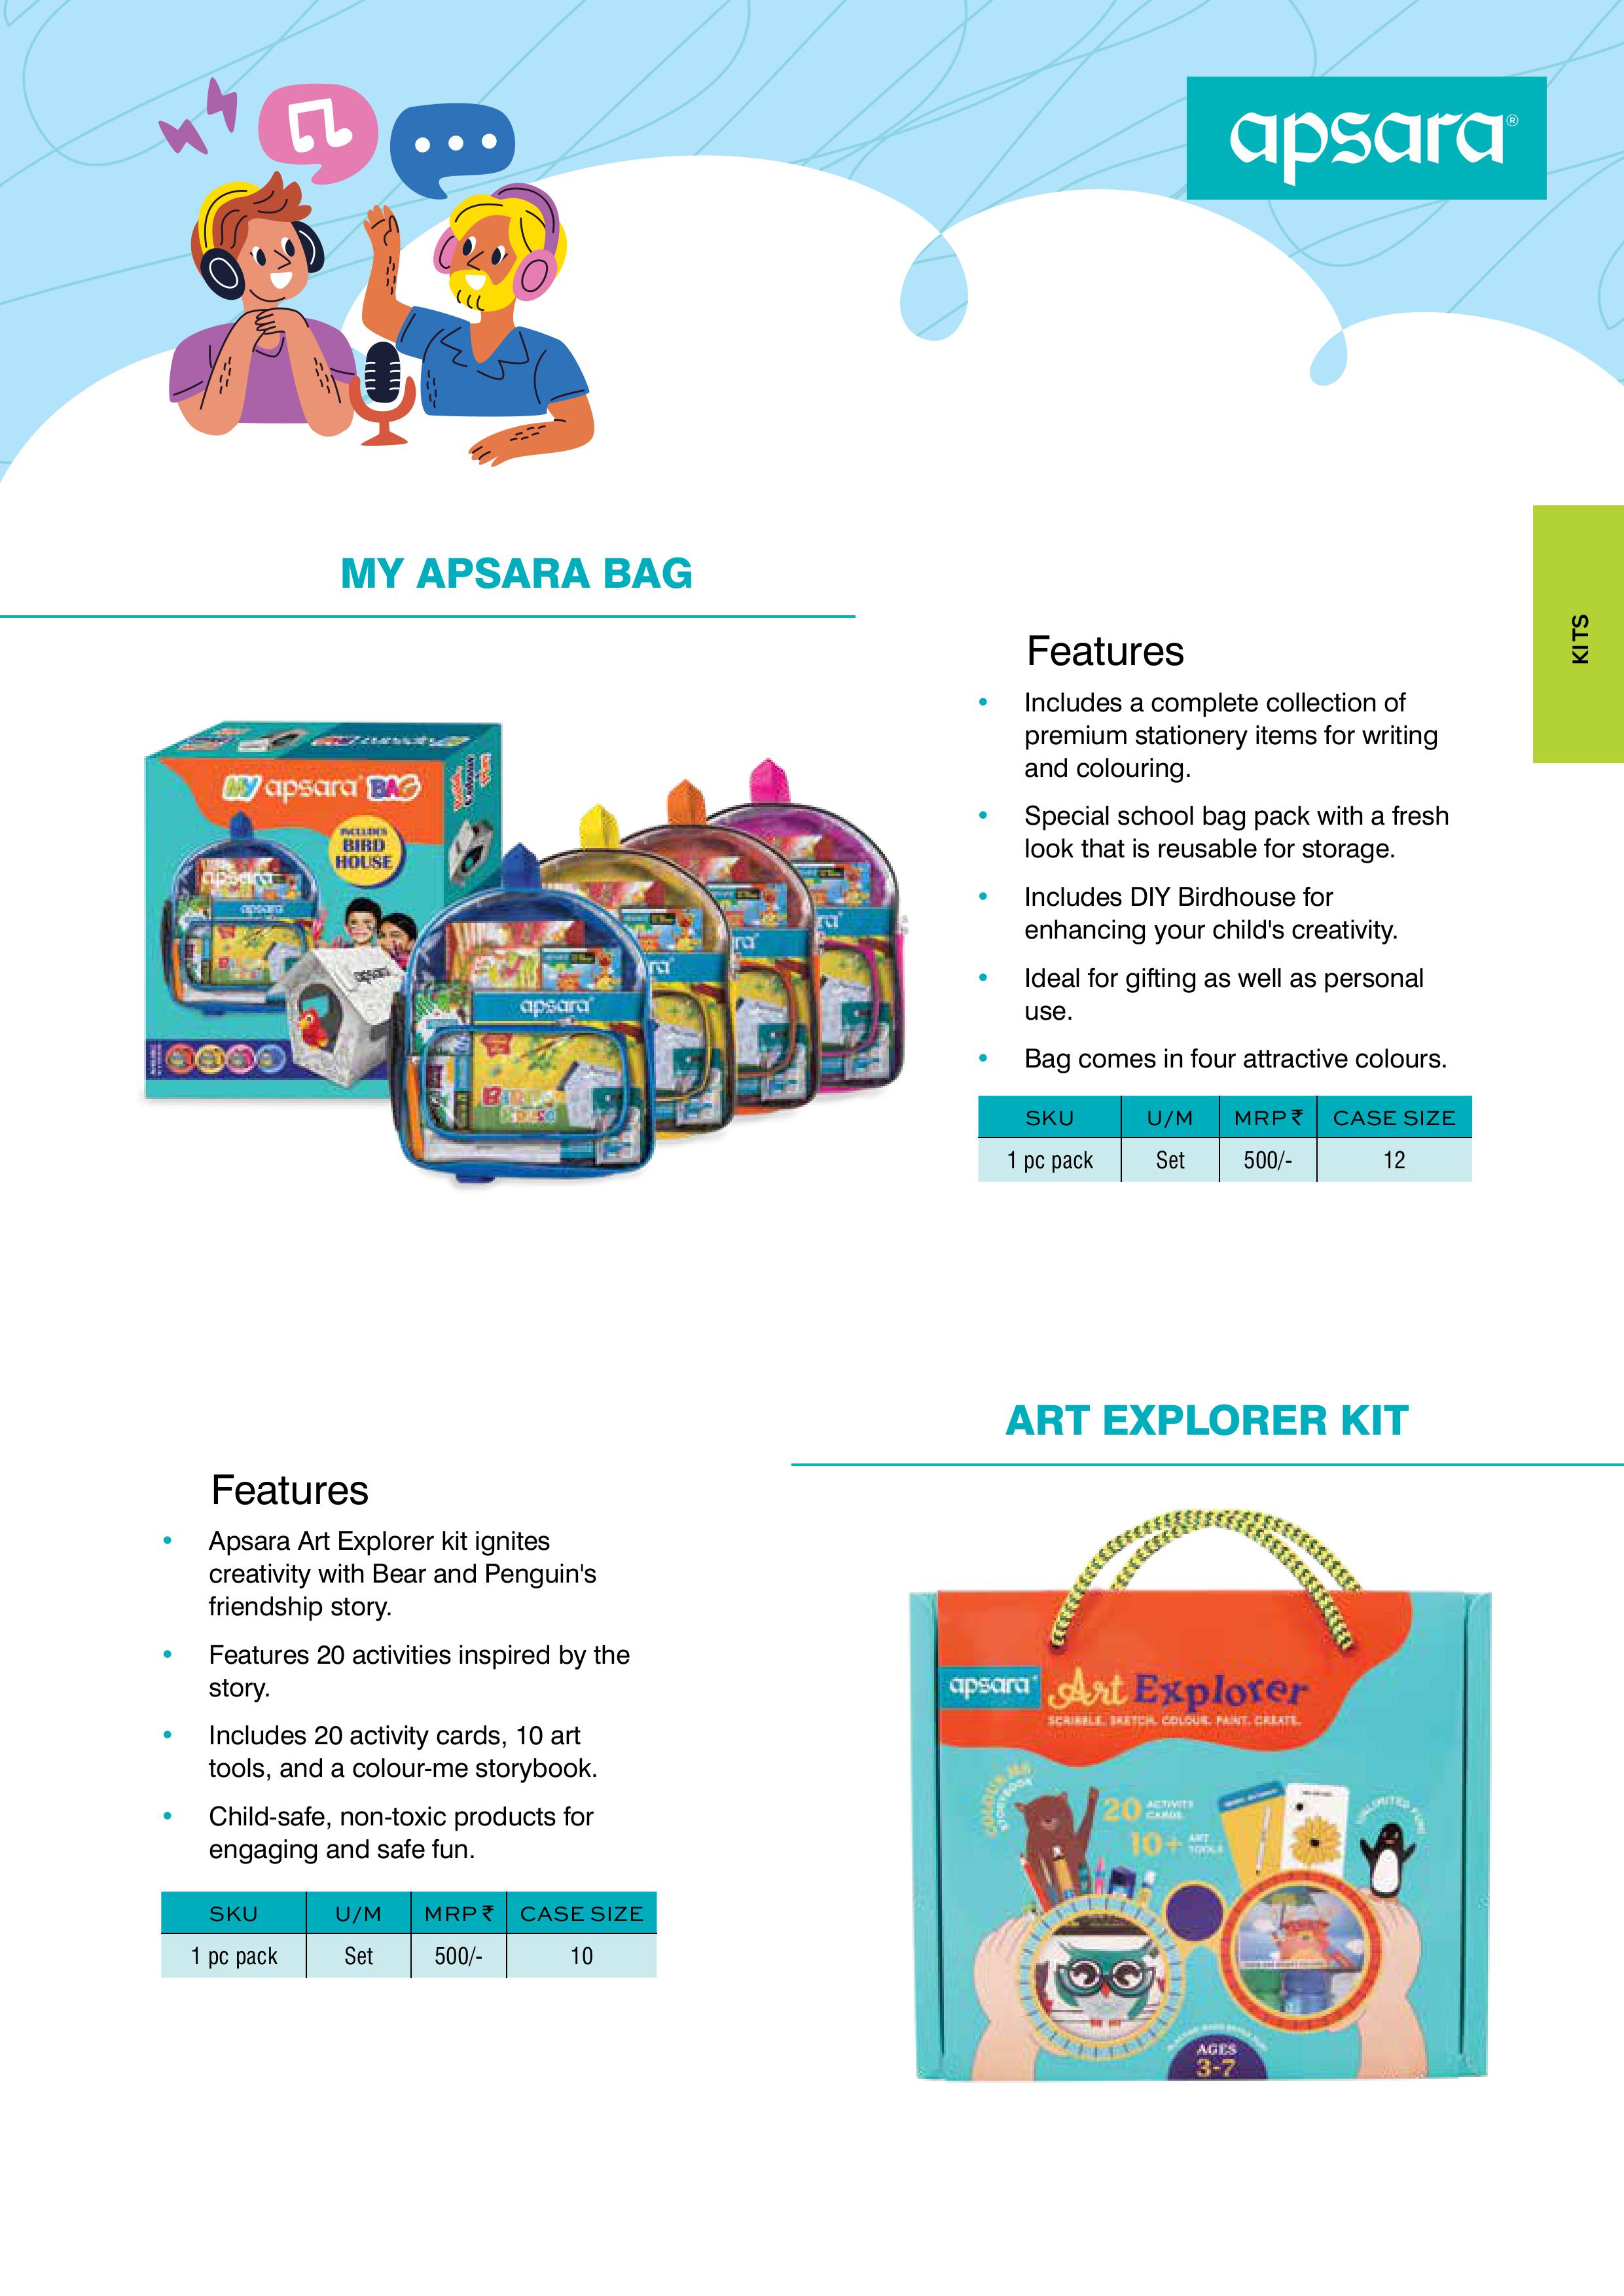 apsara®
MY APSARA BAG
KITS
Features
• Includes a complete collection of
premium stationery items for writing
and colouring.
• Special school bag pack with a fresh
look that is reusable for storage.
• Includes DIY Birdhouse for
enhancing your child's creativity.
• Ideal for gifting as well as personal
use.
• Bag comes in four attractive colours.
SKU U/M MRP ₹ CASE SIZE
1 pc pack Set 500/- 12
MY apsara BAG
INCLUDES
BIRD
HOUSE
apsara
apsara
apsara
ART EXPLORER KIT
Features
• Apsara Art Explorer kit ignites
creativity with Bear and Penguin's
friendship story.
• Features 20 activities inspired by the
story.
• Includes 20 activity cards, 10 art
tools, and a colour-me storybook.
• Child-safe, non-toxic products for
engaging and safe fun.
SKU U/M MRP ₹ CASE SIZE
1 pc pack Set 500/- 10
apsara Art Explorer
SCRIBBLE. SKETCH. COLOUR. PAINT. CREATE.
COLOUR ME
STORYBOOK
20 ACTIVITY
CARDS
10+ ART
TOOLS
UNLIMITED FUN!
AGES
3-7